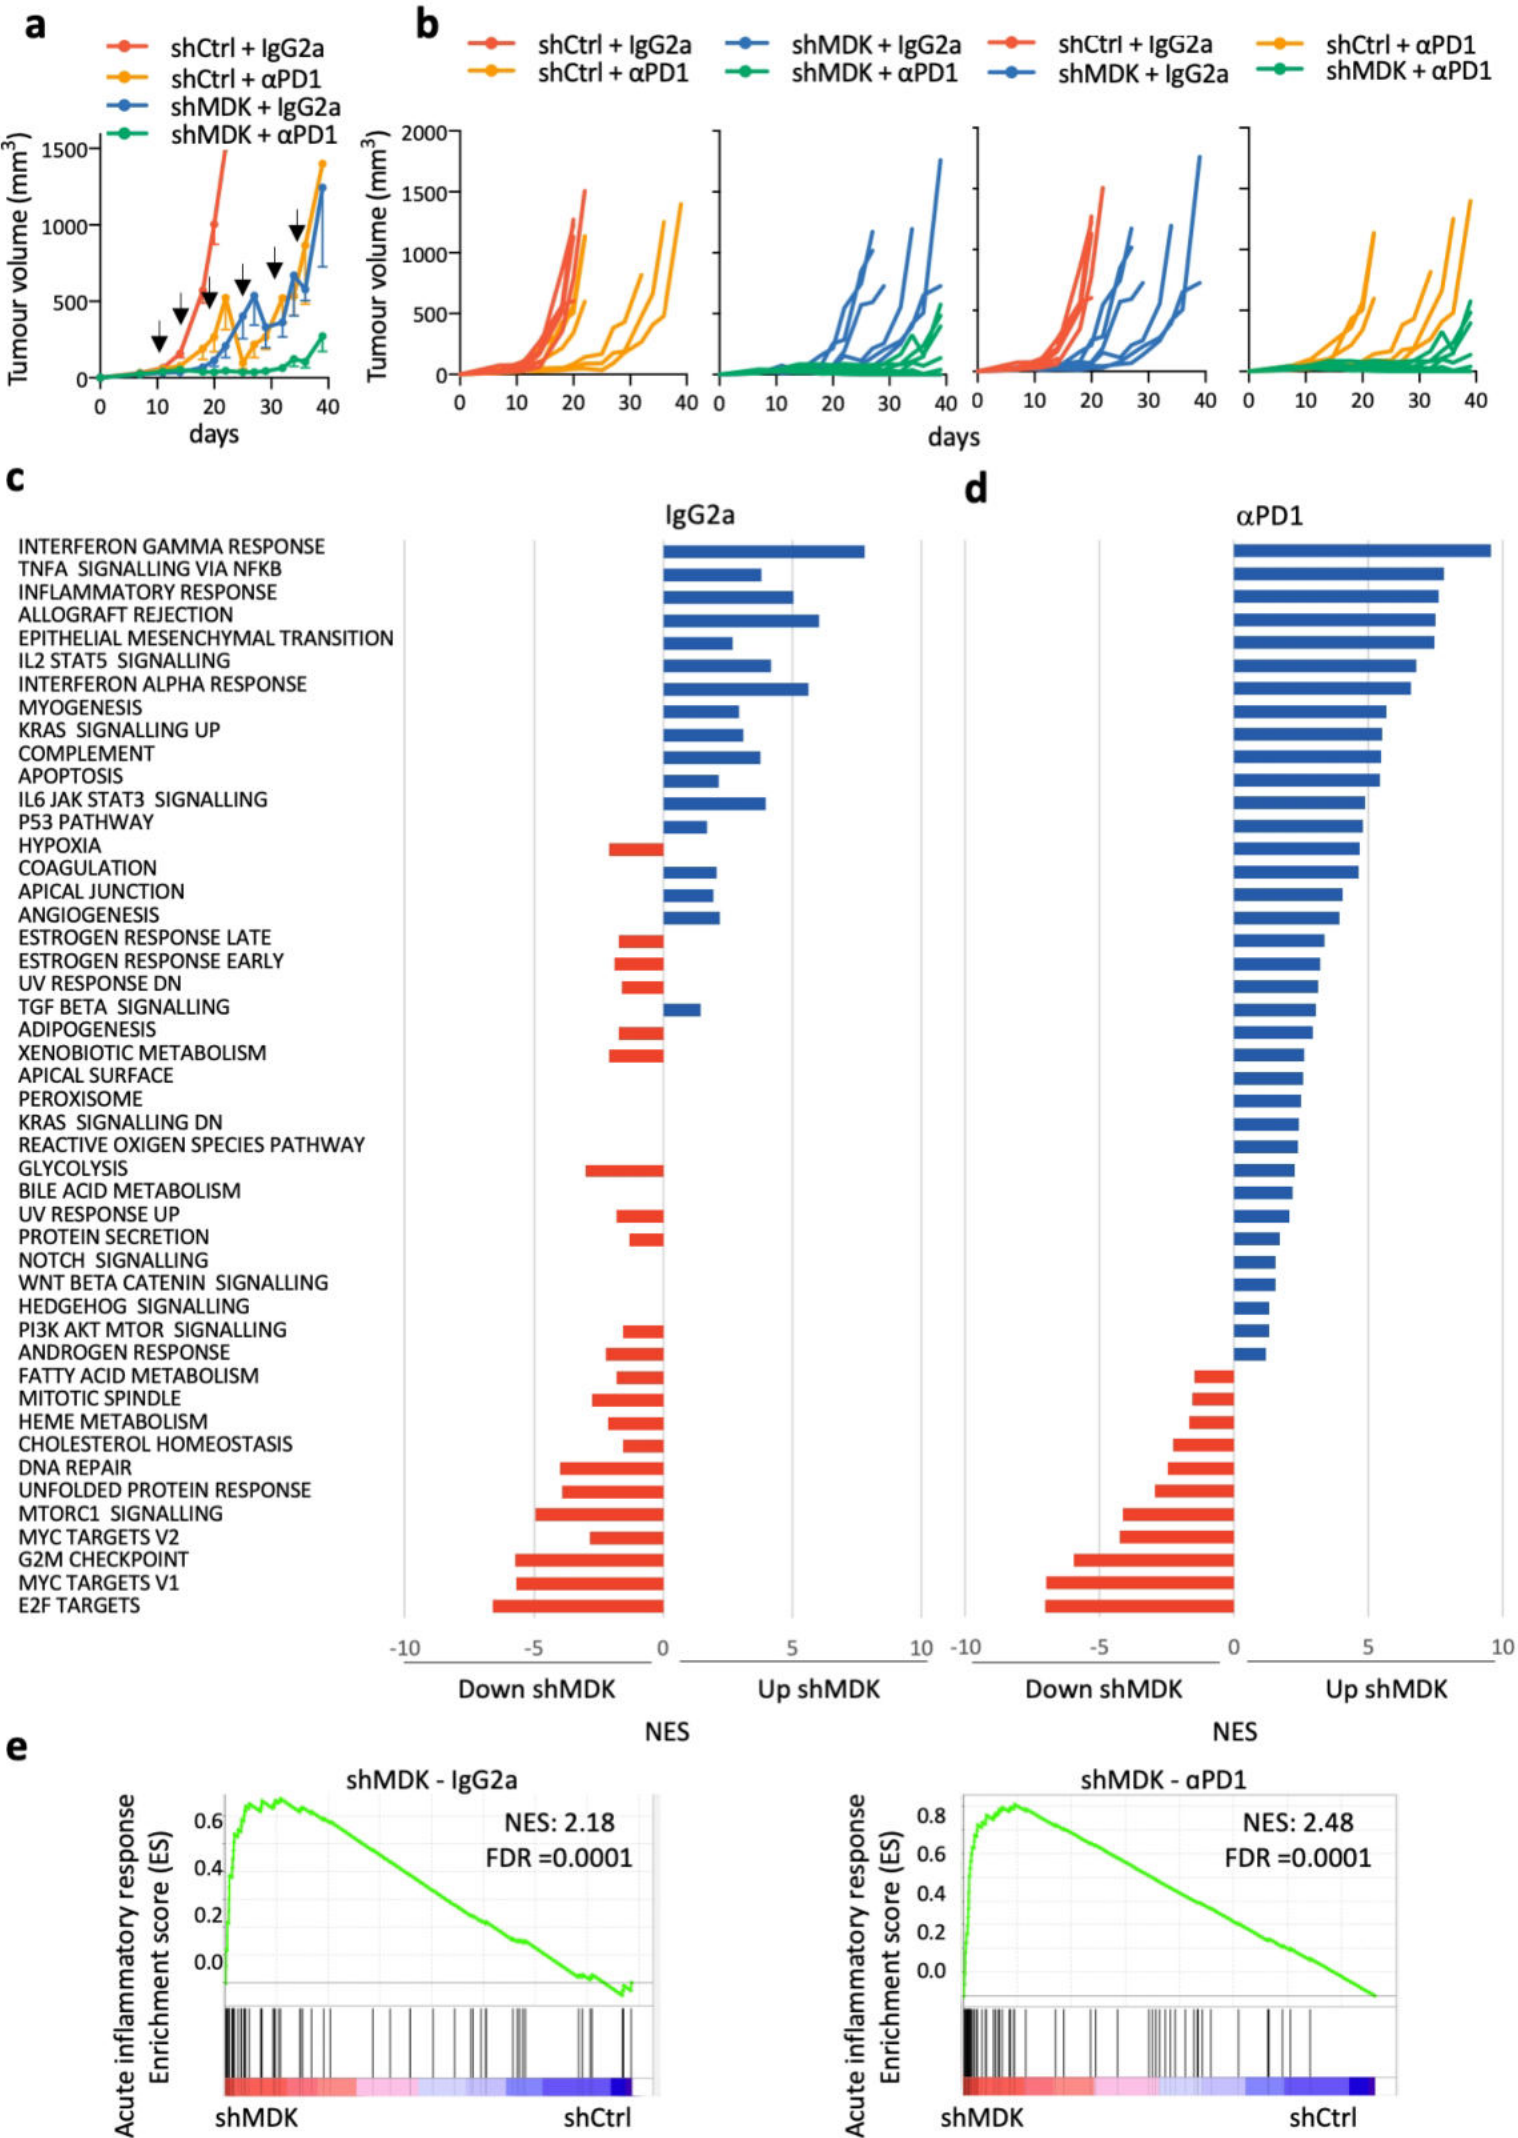 a
shCtrl + IgG2a
shCtrl + αPD1
shMDK + IgG2a
shMDK + αPD1
Tumour volume (mm3)
1500
1000
500
0
0 10 20 30 40
days
b
shCtrl + IgG2a
shCtrl + αPD1
shMDK + IgG2a
shMDK + αPD1
shCtrl + IgG2a
shMDK + IgG2a
shCtrl + αPD1
shMDK + αPD1
Tumour volume (mm3)
2000
1500
1000
500
0
0 10 20 30 40
0 10 20 30 40
0 10 20 30 40
0 10 20 30 40
days
c
IgG2a
d
αPD1
INTERFERON GAMMA RESPONSE
TNFA SIGNALLING VIA NFKB
INFLAMMATORY RESPONSE
ALLOGRAFT REJECTION
EPITHELIAL MESENCHYMAL TRANSITION
IL2 STAT5 SIGNALLING
INTERFERON ALPHA RESPONSE
MYOGENESIS
KRAS SIGNALLING UP
COMPLEMENT
APOPTOSIS
IL6 JAK STAT3 SIGNALLING
P53 PATHWAY
HYPOXIA
COAGULATION
APICAL JUNCTION
ANGIOGENESIS
ESTROGEN RESPONSE LATE
ESTROGEN RESPONSE EARLY
UV RESPONSE DN
TGF BETA SIGNALLING
ADIPOGENESIS
XENOBIOTIC METABOLISM
APICAL SURFACE
PEROXISOME
KRAS SIGNALLING DN
REACTIVE OXIGEN SPECIES PATHWAY
GLYCOLYSIS
BILE ACID METABOLISM
UV RESPONSE UP
PROTEIN SECRETION
NOTCH SIGNALLING
WNT BETA CATENIN SIGNALLING
HEDGEHOG SIGNALLING
PI3K AKT MTOR SIGNALLING
ANDROGEN RESPONSE
FATTY ACID METABOLISM
MITOTIC SPINDLE
HEME METABOLISM
CHOLESTEROL HOMEOSTASIS
DNA REPAIR
UNFOLDED PROTEIN RESPONSE
MTORC1 SIGNALLING
MYC TARGETS V2
G2M CHECKPOINT
MYC TARGETS V1
E2F TARGETS
-10 -5 0 5 10
-10 -5 0 5 10
Down shMDK Up shMDK
Down shMDK Up shMDK
NES
NES
e
shMDK - IgG2a
Acute inflammatory response
Enrichment score (ES)
0.6
0.4
0.2
0.0
NES: 2.18
FDR =0.0001
shMDK shCtrl
shMDK - αPD1
Acute inflammatory response
Enrichment score (ES)
0.8
0.6
0.4
0.2
0.0
NES: 2.48
FDR =0.0001
shMDK shCtrl